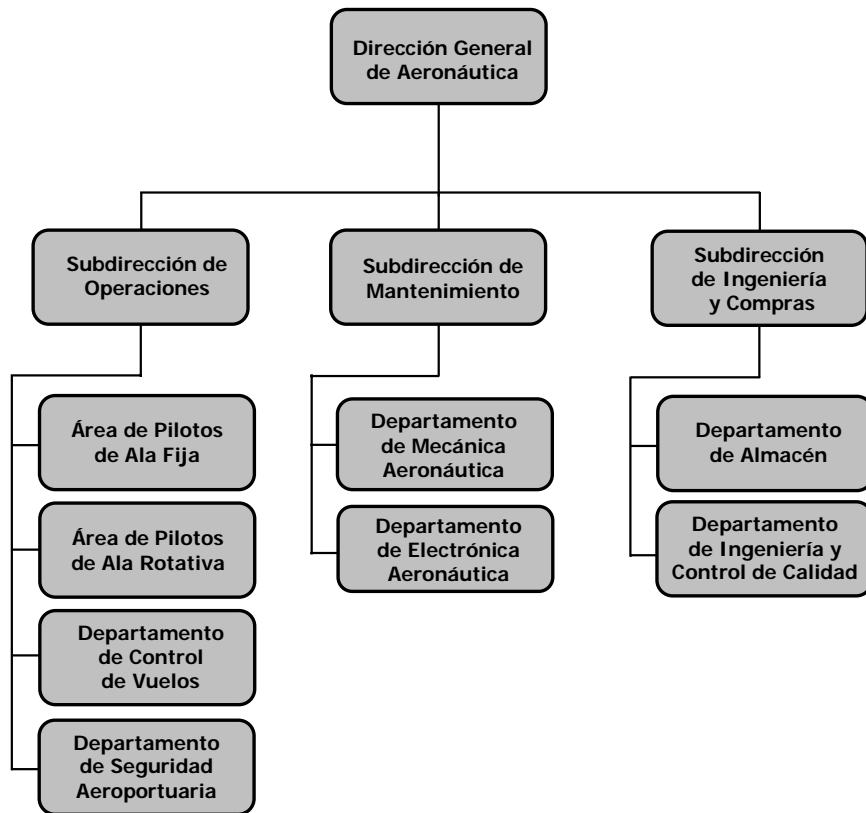 Dirección General
de Aeronáutica
Subdirección de
Operaciones
Subdirección de
Mantenimiento
Subdirección
de Ingeniería
y Compras
Área de Pilotos
de Ala Fija
Área de Pilotos
de Ala Rotativa
Departamento
de Control
de Vuelos
Departamento
de Seguridad
Aeroportuaria
Departamento
de Mecánica
Aeronáutica
Departamento
de Electrónica
Aeronáutica
Departamento
de Almacén
Departamento
de Ingeniería y
Control de Calidad